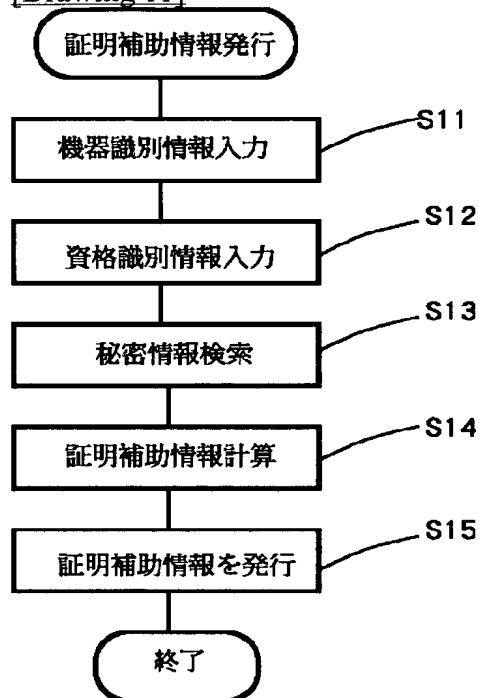 証明補助情報発行
機器識別情報入力
S11
資格識別情報入力
S12
秘密情報検索
S13
証明補助情報計算
S14
証明補助情報を発行
S15
終了